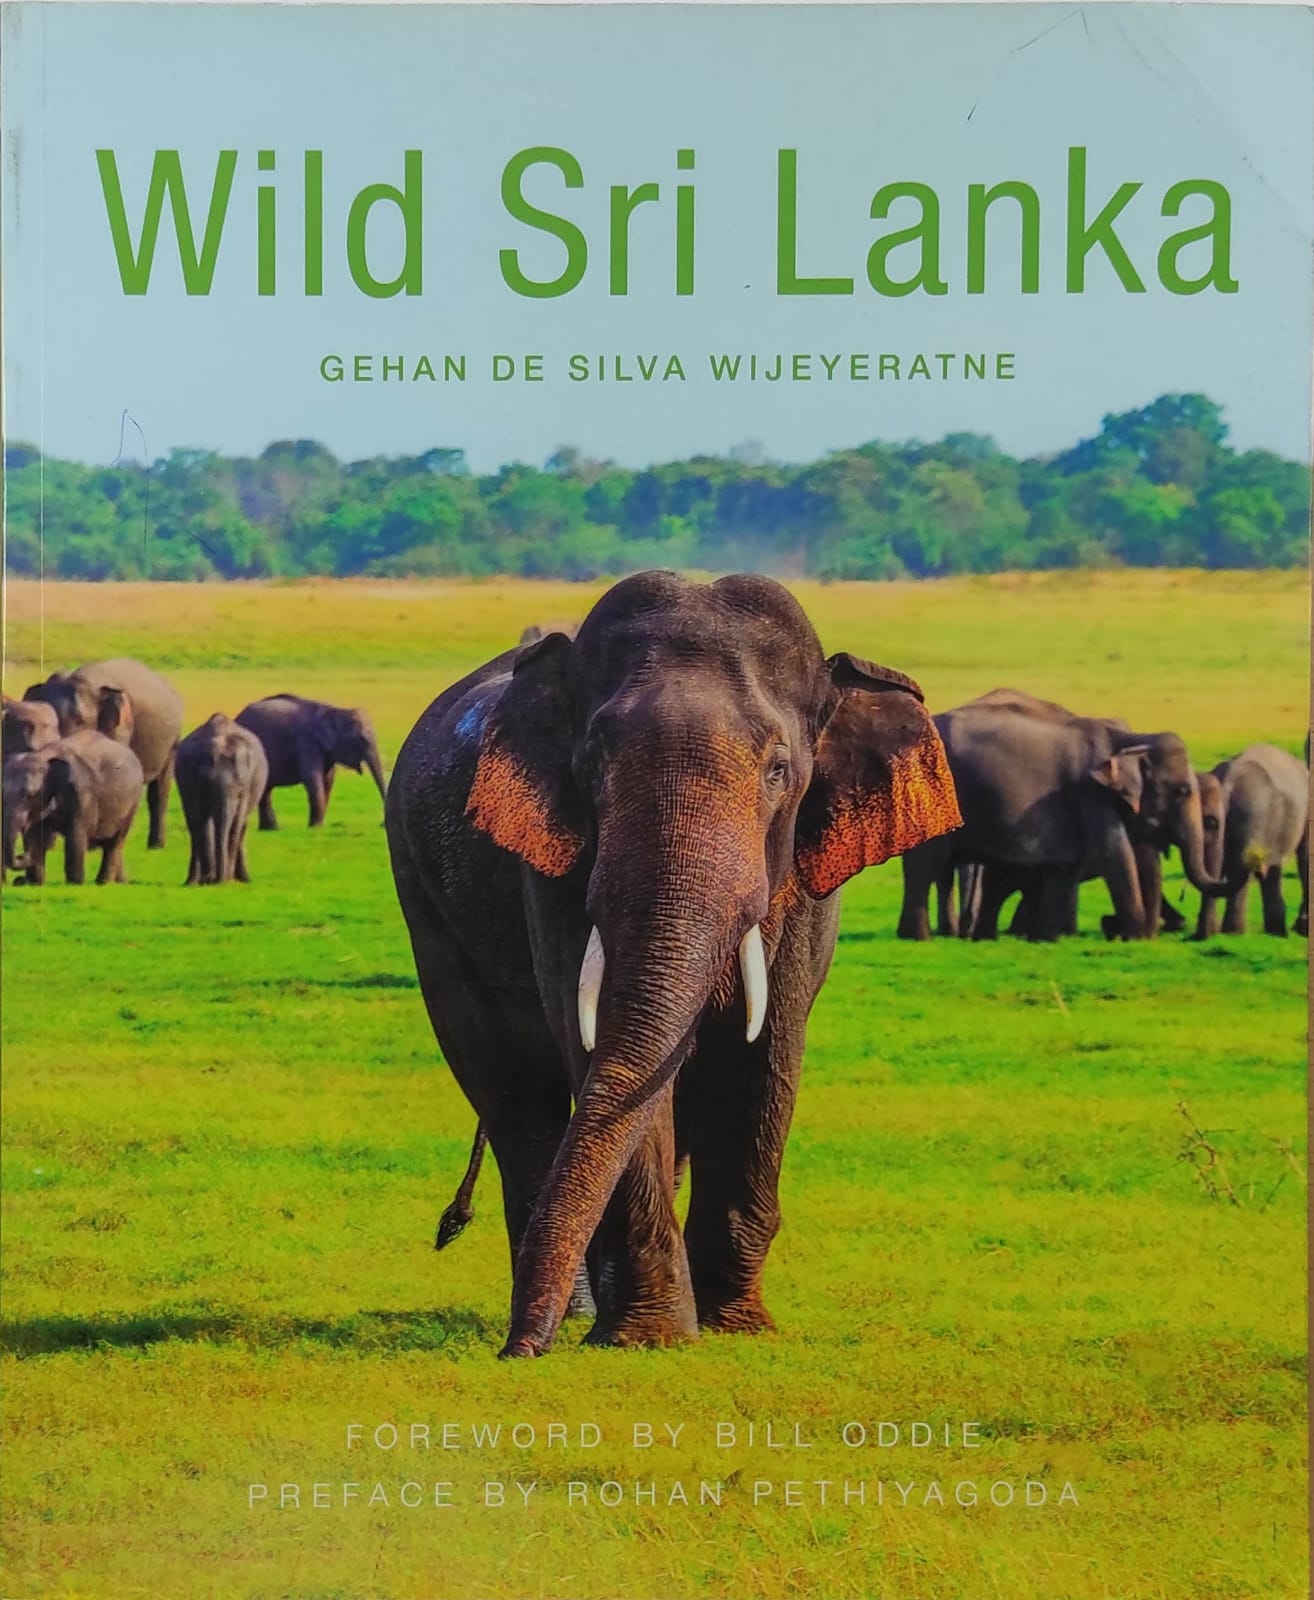 Wild Sri Lanka
GEHAN DE SILVA WIJEYERATNE
FOREWORD BY BILL ODDIE
PREFACE BY ROHAN PETHIYAGODA